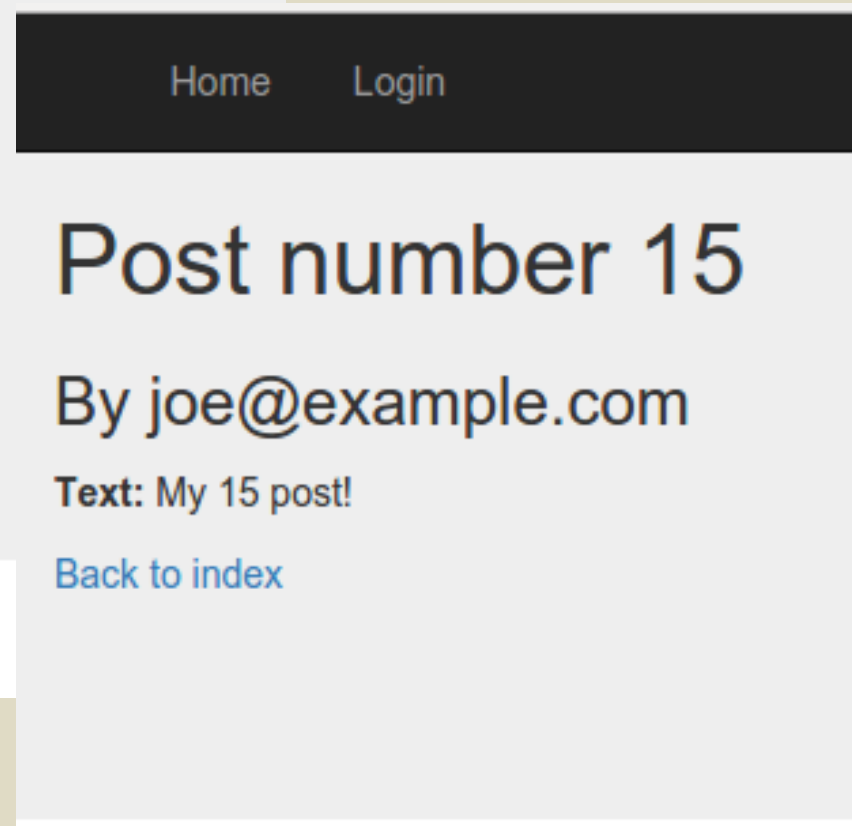 Home Login
Post number 15
By joe@example.com
Text: My 15 post!
Back to index